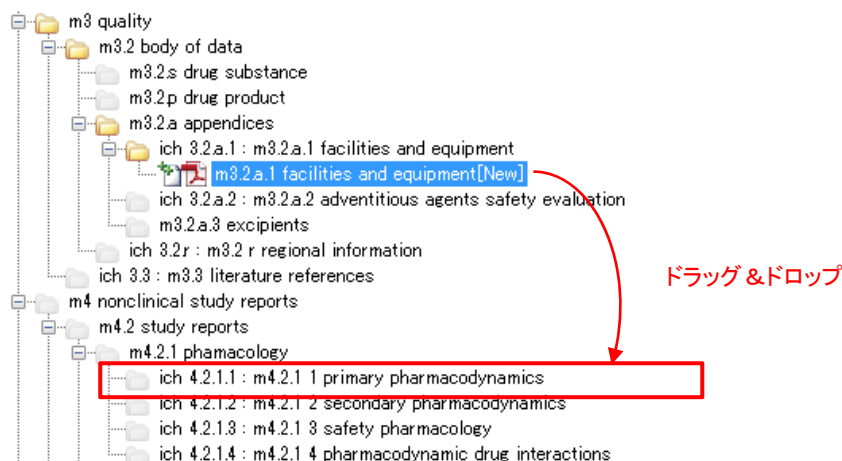 m3 quality
m3.2 body of data
m3.2.s drug substance
m3.2.p drug product
m3.2.a appendices
ich 3.2.a.1 : m3.2.a.1 facilities and equipment
m3.2.a.1 facilities and equipment[New]
ich 3.2.a.2 : m3.2.a.2 adventitious agents safety evaluation
m3.2.a.3 excipients
ich 3.2.r : m3.2 r regional information
ich 3.3 : m3.3 literature references
ドラッグ&ドロップ
m4 nonclinical study reports
m4.2 study reports
m4.2.1 phamacology
ich 4.2.1.1 : m4.2.1 1 primary pharmacodynamics
ich 4.2.1.2 : m4.2.1 2 secondary pharmacodynamics
ich 4.2.1.3 : m4.2.1 3 safety pharmacology
ich 4.2.1.4 : m4.2.1 4 pharmacodynamic drug interactions